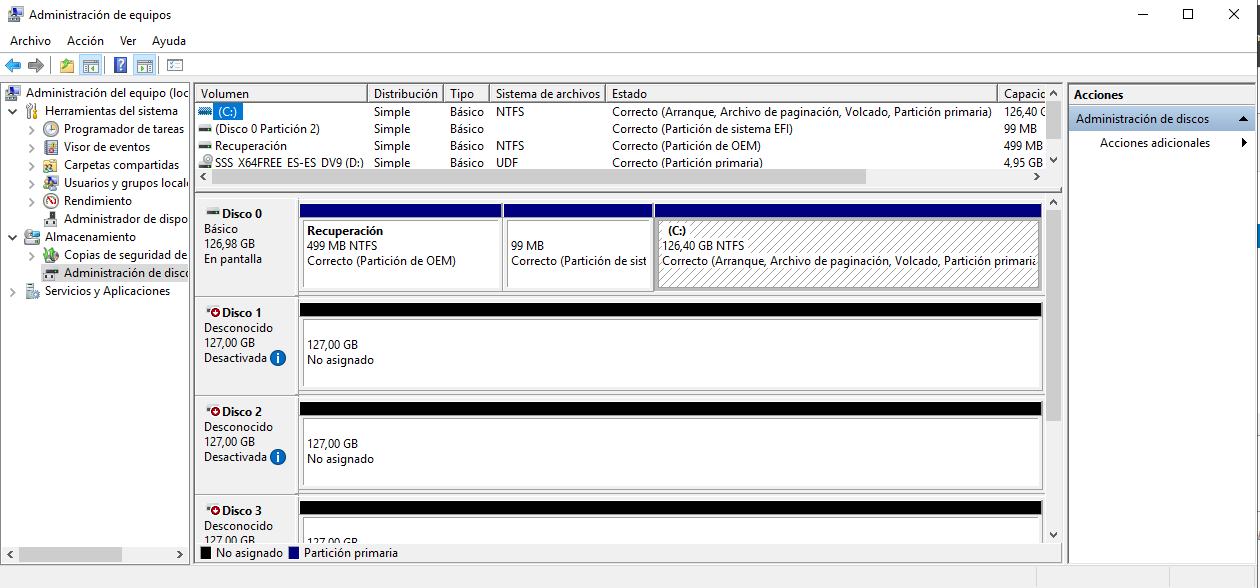 Administración de equipos
Archivo Acción Ver Ayuda
Administración del equipo (loc
Herramientas del sistema
Programador de tareas
Visor de eventos
Carpetas compartidas
Usuarios y grupos locale
Rendimiento
Administrador de dispo
Almacenamiento
Copias de seguridad de
Administración de disco
Servicios y Aplicaciones
Volumen Distribución Tipo Sistema de archivos Estado Capacid
(C:) Simple Básico NTFS Correcto (Arranque, Archivo de paginación, Volcado, Partición primaria) 126,40 G
(Disco 0 Partición 2) Simple Básico Correcto (Partición de sistema EFI) 99 MB
Recuperación Simple Básico NTFS Correcto (Partición de OEM) 499 MB
SSS_X64FREE_ES-ES_DV9 (D:) Simple Básico UDF Correcto (Partición primaria) 4,95 GB
Disco 0
Básico
126,98 GB
En pantalla
Recuperación
499 MB NTFS
Correcto (Partición de OEM)
99 MB
Correcto (Partición de sist
(C:)
126,40 GB NTFS
Correcto (Arranque, Archivo de paginación, Volcado, Partición primaria
Disco 1
Desconocido
127,00 GB
Desactivada
127,00 GB
No asignado
Disco 2
Desconocido
127,00 GB
Desactivada
127,00 GB
No asignado
Disco 3
Desconocido
127,00 GB
127,00 GB
No asignado Partición primaria
Acciones
Administración de discos
Acciones adicionales